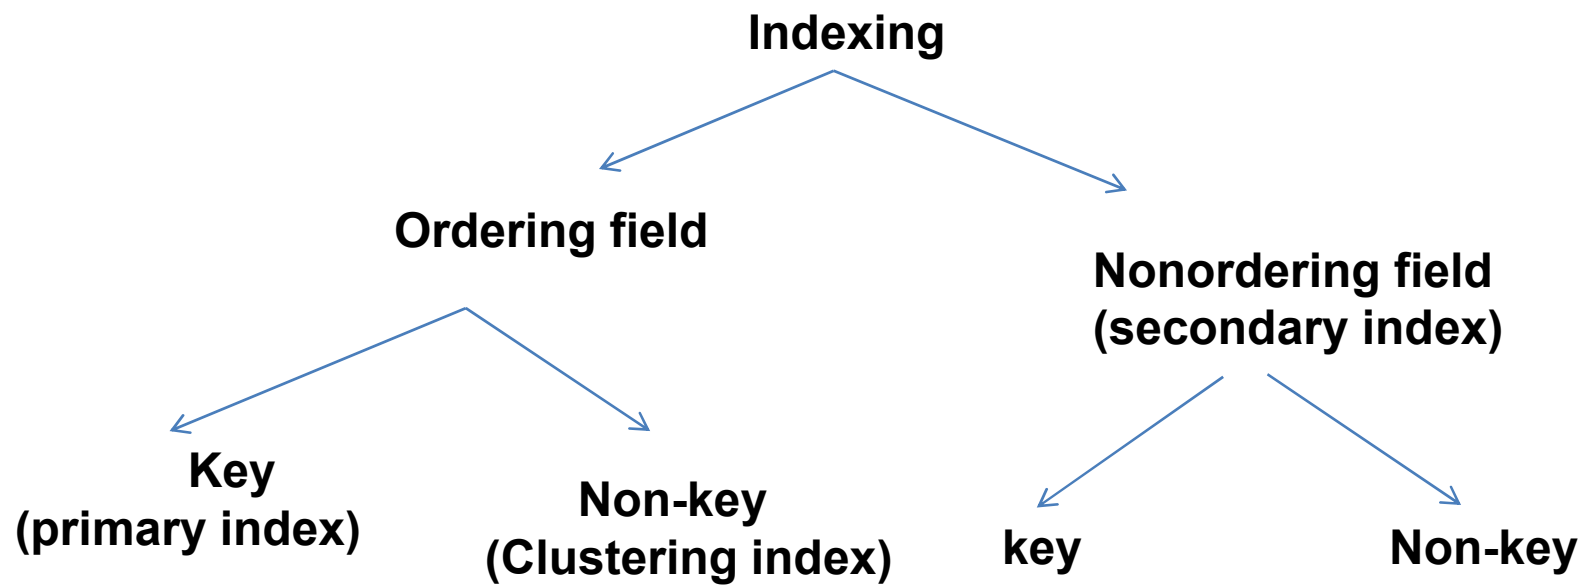 Indexing
Ordering field
Nonordering field
(secondary index)
Key
(primary index)
Non-key
(Clustering index)
key
Non-key